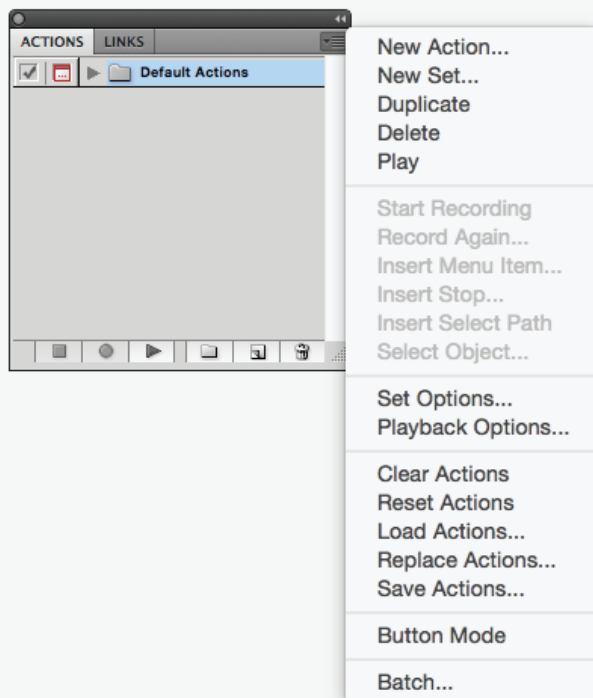 ACTIONS LINKS
Default Actions
New Action...
New Set...
Duplicate
Delete
Play
Start Recording
Record Again...
Insert Menu Item...
Insert Stop...
Insert Select Path
Select Object...
Set Options...
Playback Options...
Clear Actions
Reset Actions
Load Actions...
Replace Actions...
Save Actions...
Button Mode
Batch...